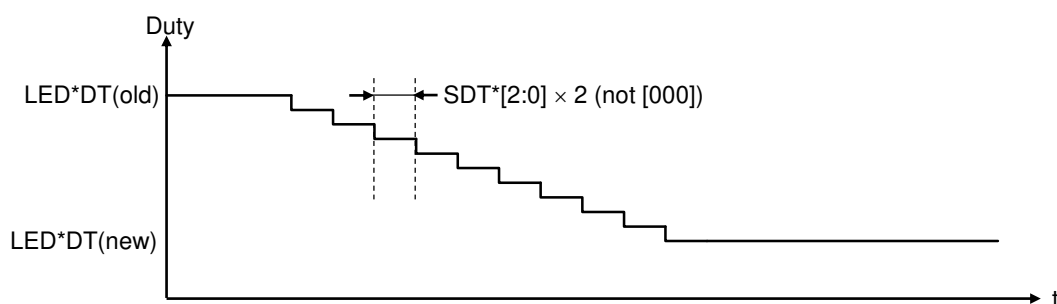 Duty
LED*DT(old)
SDT*[2:0] × 2 (not [000])
LED*DT(new)
t